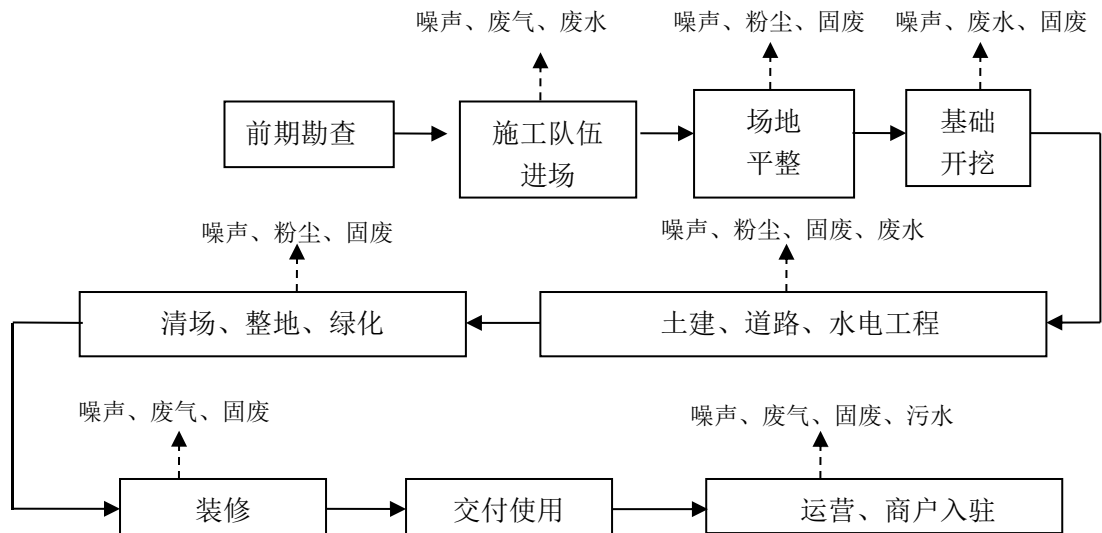 噪声、废气、废水
噪声、粉尘、固废
噪声、废水、固废
前期勘查
施工队伍
进场
场地
平整
基础
开挖
噪声、粉尘、固废
噪声、粉尘、固废、废水
清场、整地、绿化
土建、道路、水电工程
噪声、废气、固废
噪声、废气、固废、污水
装修
交付使用
运营、商户入驻